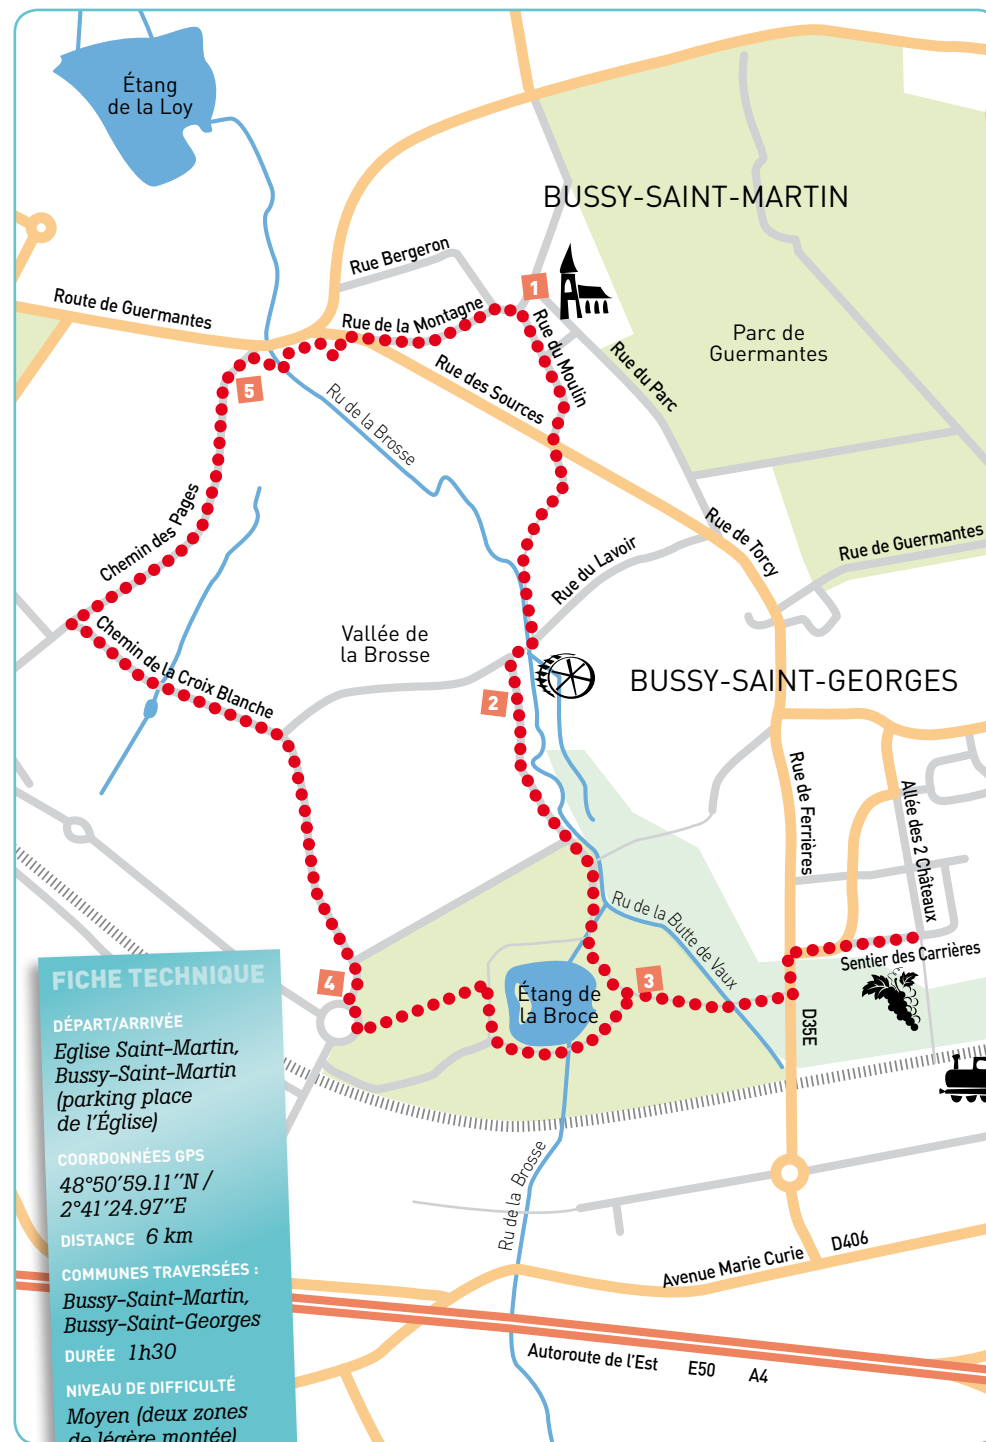 Étang
de la Loy
BUSSY-SAINT-MARTIN
Rue Bergeron
1
Route de Guermantes
Rue de la Montagne
Rue du Moulin
Parc de
Guermantes
Rue du Parc
Rue des Sources
5
Ru de la Brosse
Chemin des Pages
Rue de Torcy
Rue de Guermantes
Rue du Lavoir
Chemin de la Croix Blanche
Vallée de
la Brosse
BUSSY-SAINT-GEORGES
2
Rue de Ferrières
Allée des 2 Châteaux
Ru de la Butte de Vaux
Sentier des Carrières
4
3
Étang de
la Broce
D35E
Ru de la Brosse
Avenue Marie Curie
D406
Autoroute de l'Est
E50
A4
FICHE TECHNIQUE
DÉPART/ARRIVÉE
Eglise Saint-Martin,
Bussy-Saint-Martin
(parking place
de l'Église)
COORDONNÉES GPS
48°50'59.11''N /
2°41'24.97''E
DISTANCE 6 km
COMMUNES TRAVERSÉES :
Bussy-Saint-Martin,
Bussy-Saint-Georges
DURÉE 1h30
NIVEAU DE DIFFICULTÉ
Moyen (deux zones
de légère montée)